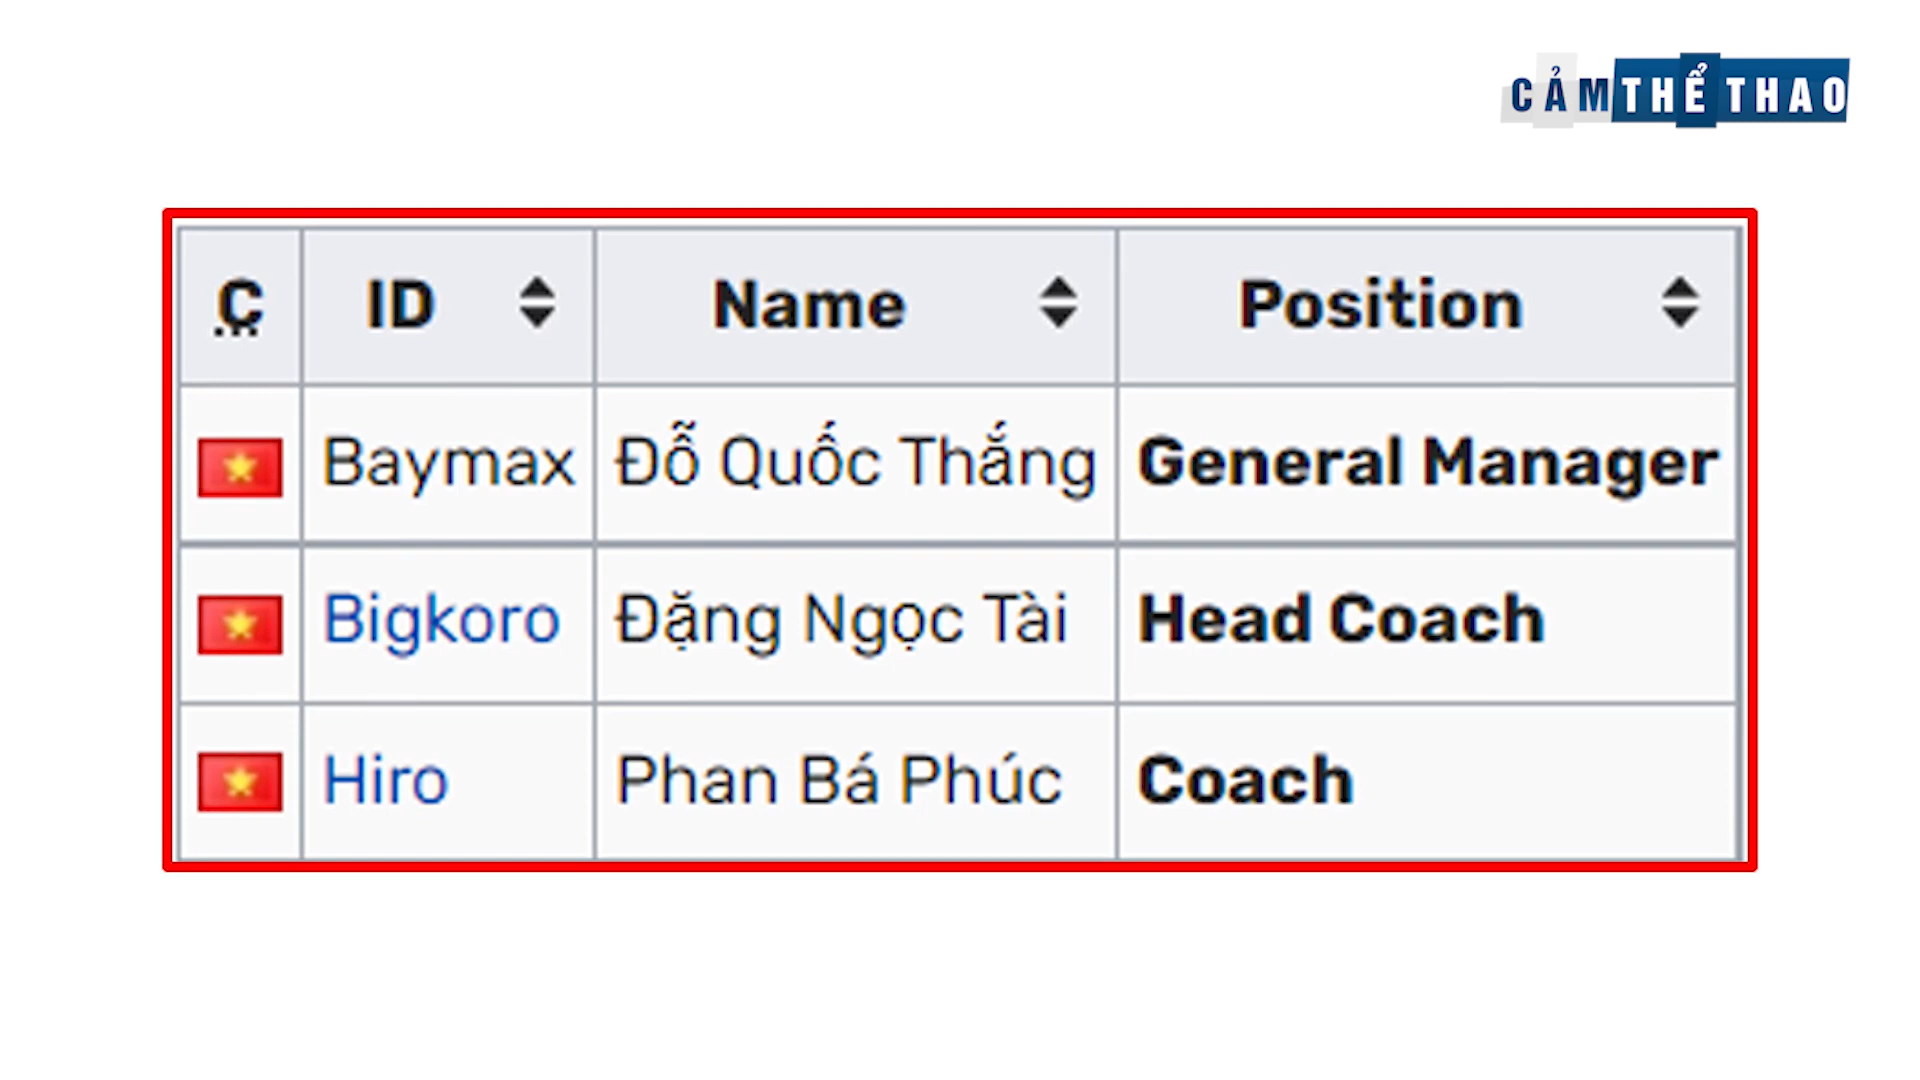 CẢM THỂ THAO
C ID Name Position
Baymax Đỗ Quốc Thắng General Manager
Bigkoro Đặng Ngọc Tài Head Coach
Hiro Phan Bá Phúc Coach